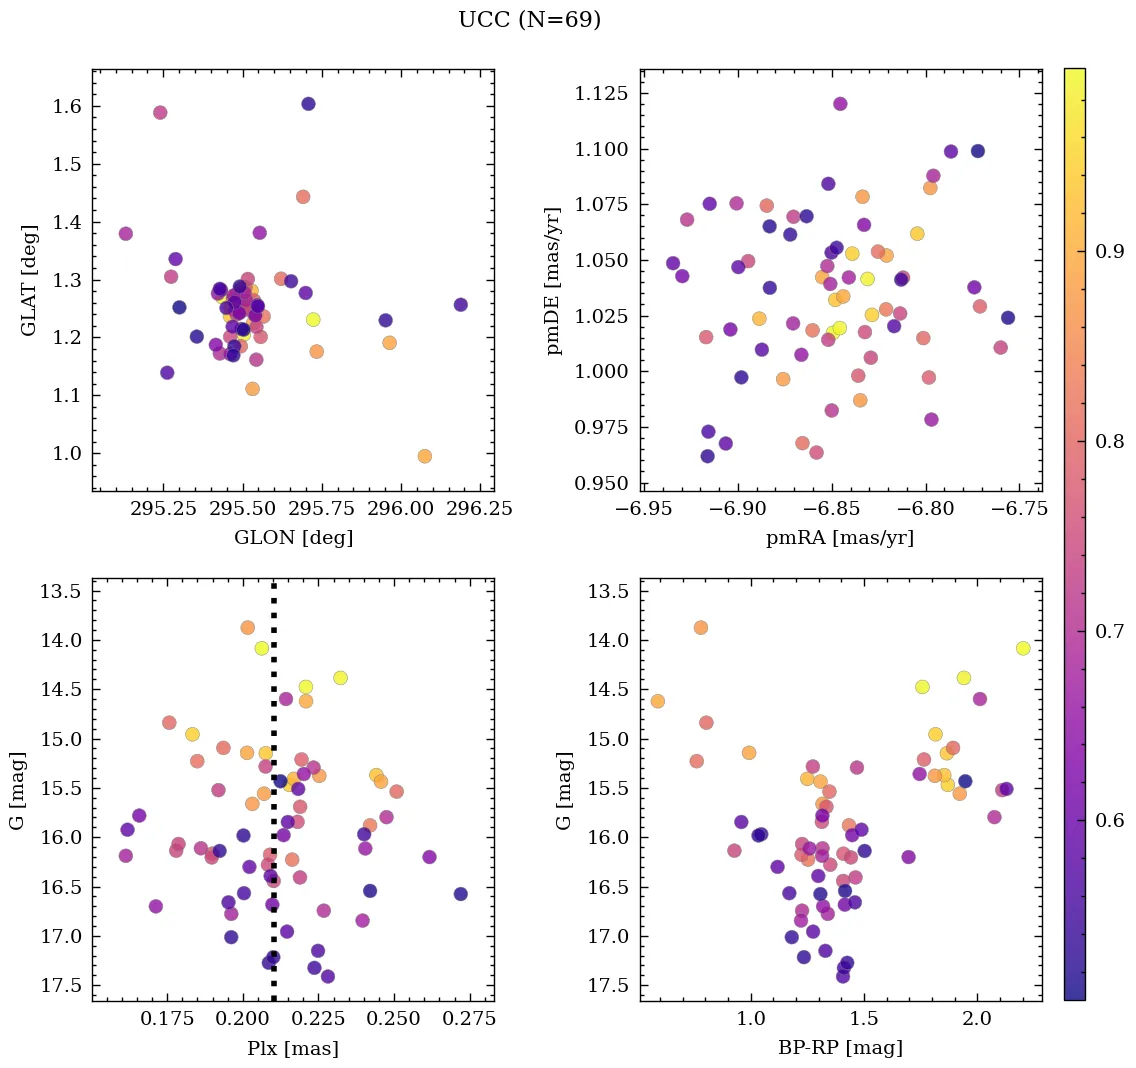 UCC (N=69)
1.6
1.5
1.4
1.3
1.2
1.1
1.0
GLAT [deg]
295.25 295.50 295.75 296.00 296.25
GLON [deg]
1.125
1.100
1.075
1.050
1.025
1.000
0.975
0.950
pmDE [mas/yr]
−6.95 −6.90 −6.85 −6.80 −6.75
pmRA [mas/yr]
0.9
0.8
0.7
0.6
13.5
14.0
14.5
15.0
15.5
16.0
16.5
17.0
17.5
G [mag]
0.175 0.200 0.225 0.250 0.275
Plx [mas]
13.5
14.0
14.5
15.0
15.5
16.0
16.5
17.0
17.5
G [mag]
1.0 1.5 2.0
BP-RP [mag]